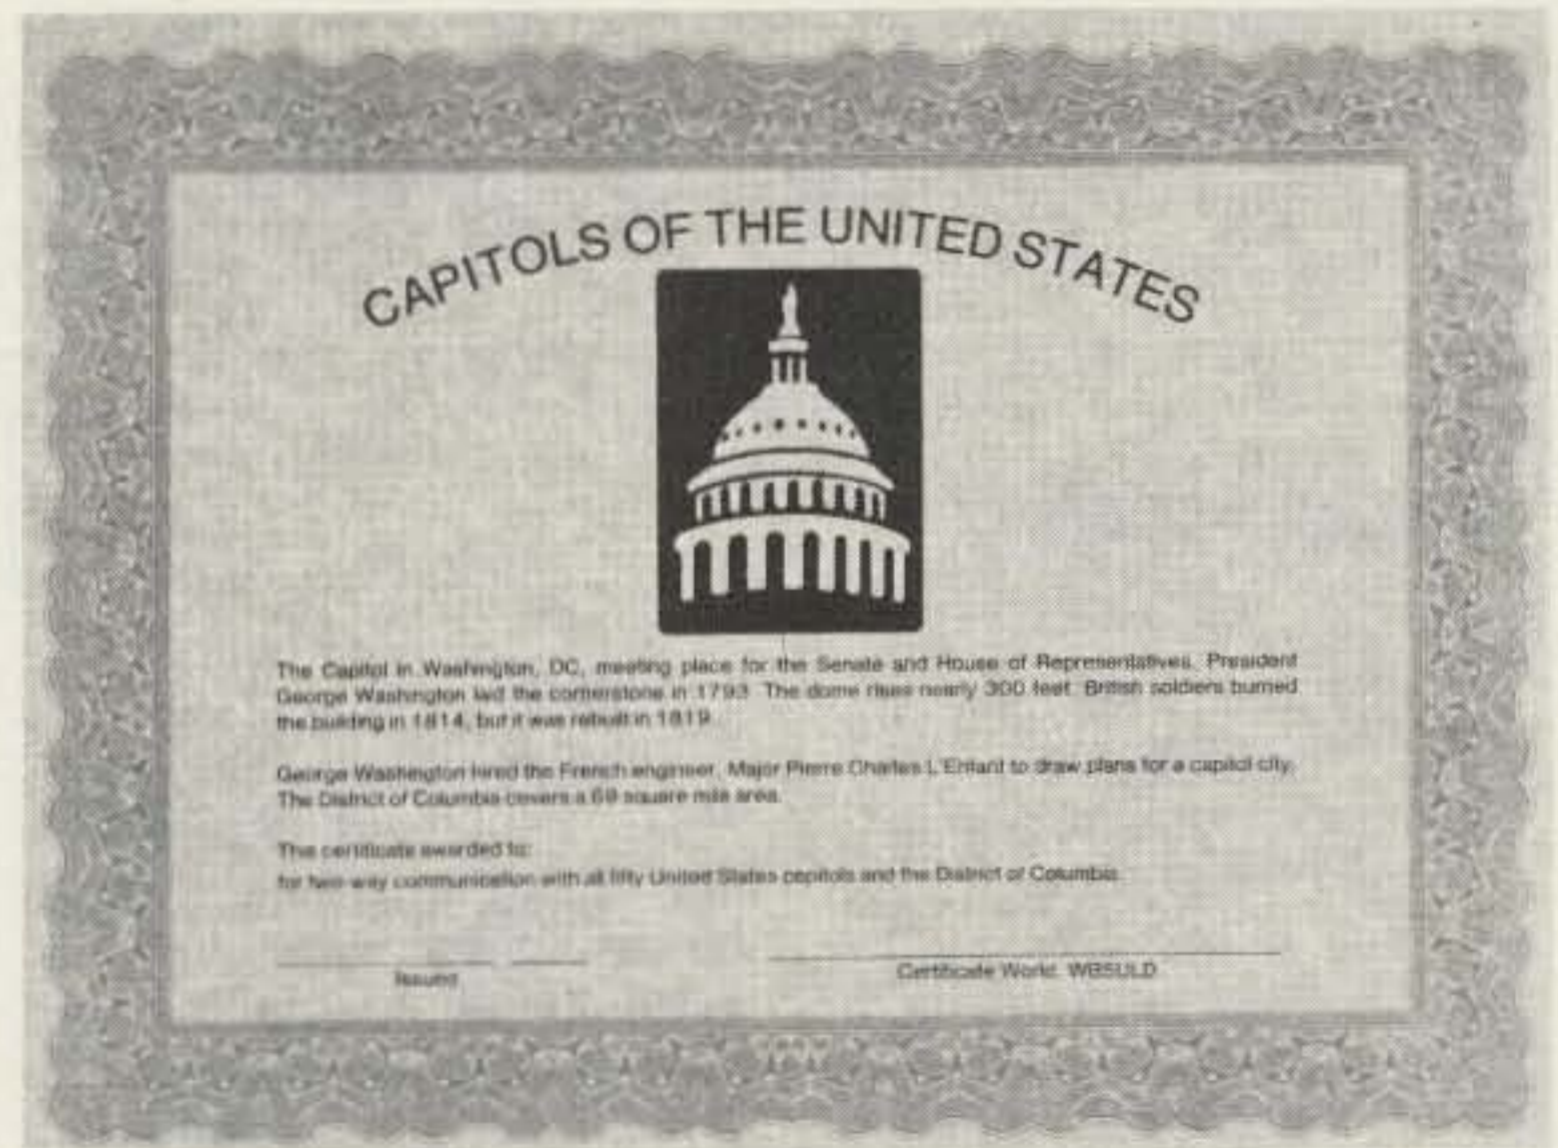 CAPITOLS OF THE UNITED STATES
The Capitol in Washington, DC, meeting place for the Senate and House of Representatives. President
George Washington laid the cornerstone in 1793. The dome rises nearly 300 feet. British soldiers burned
the building in 1814, but it was rebuilt in 1819.
George Washington hired the French engineer, Major Pierre Charles L'Enfant to draw plans for a capitol city.
The District of Columbia covers a square mile area.
This certificate awarded to:
for two-way communication with all fifty United States capitols and the District of Columbia.
Issued
Certificate World WB5ULD